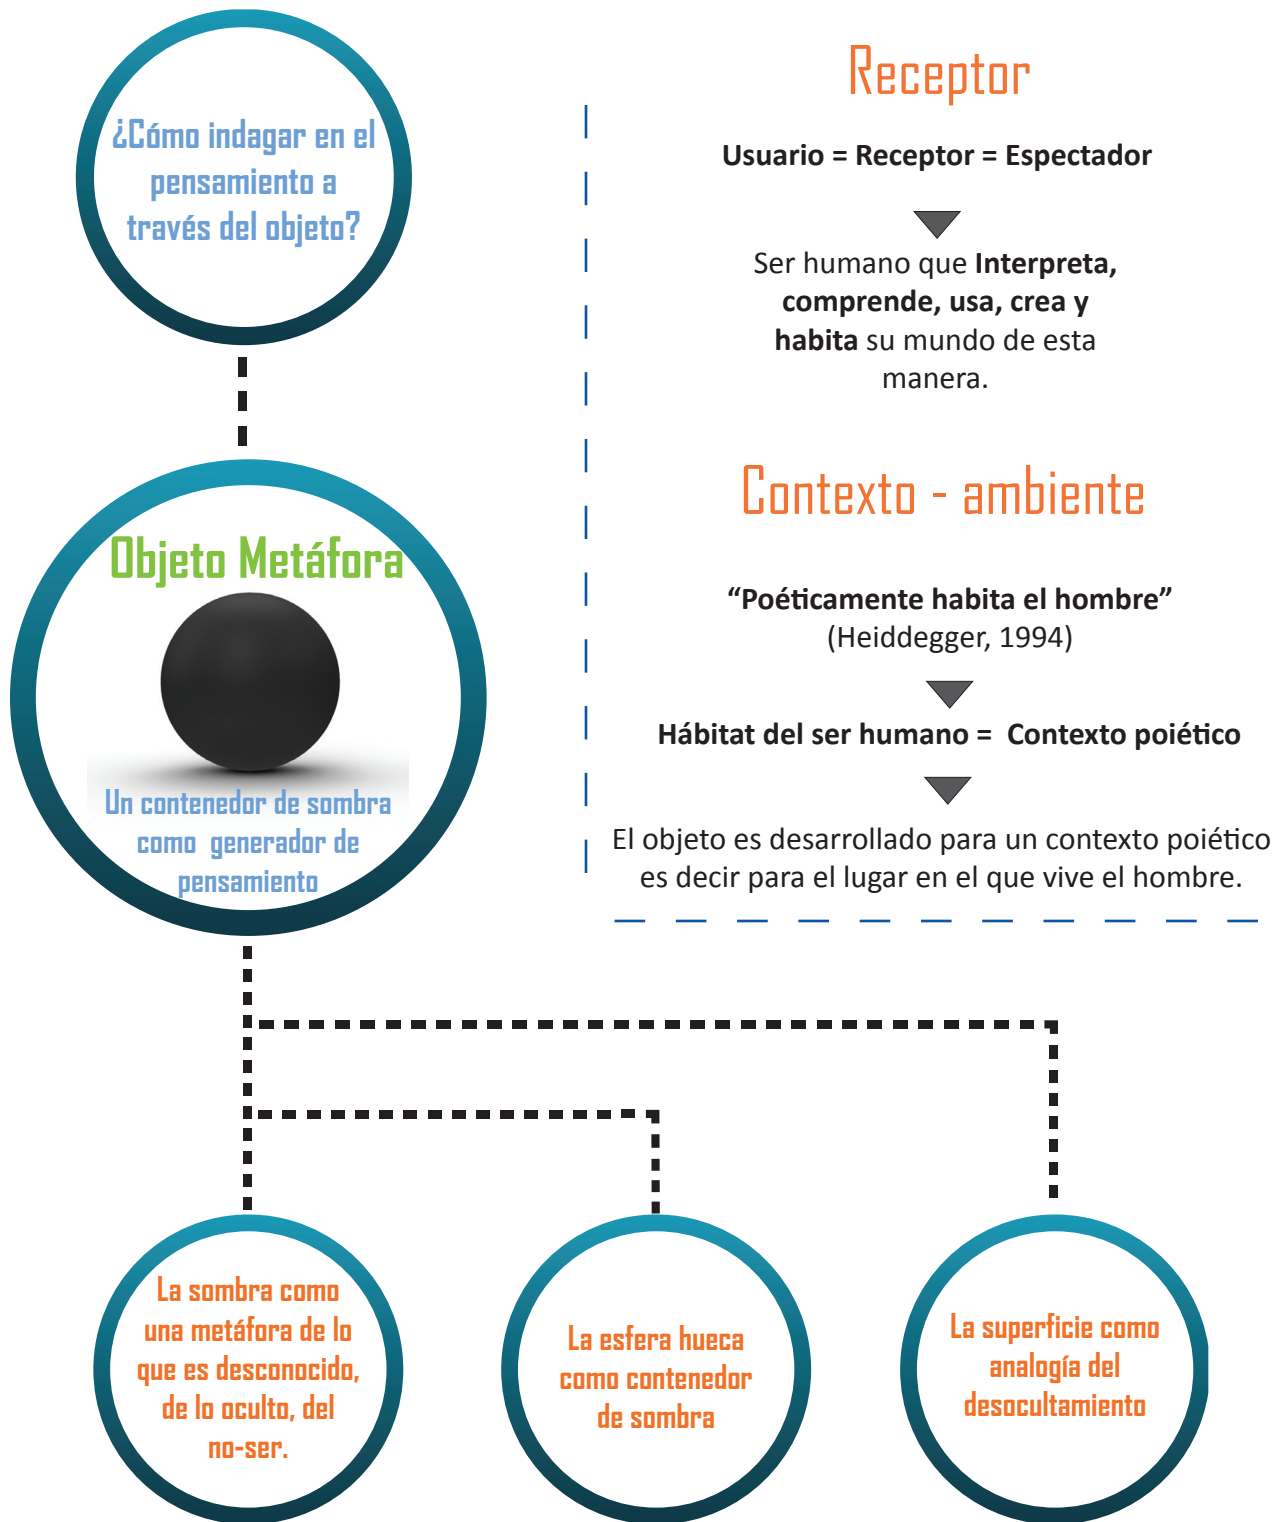 ¿Cómo indagar en el
pensamiento a
través del objeto?
Objeto Metáfora
Un contenedor de sombra
como generador de
pensamiento
Receptor
Usuario = Receptor = Espectador
Ser humano que Interpreta,
comprende, usa, crea y
habita su mundo de esta
manera.
Contexto - ambiente
“Poéticamente habita el hombre”
(Heiddegger, 1994)
Hábitat del ser humano = Contexto poiético
El objeto es desarrollado para un contexto poiético
es decir para el lugar en el que vive el hombre.
La sombra como
una metáfora de lo
que es desconocido,
de lo oculto, del
no-ser.
La esfera hueca
como contenedor
de sombra
La superficie como
analogía del
desocultamiento